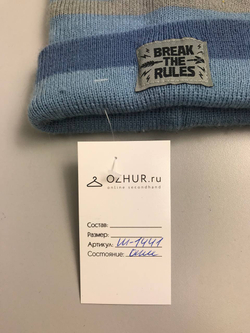 BREAK
THE
RULES
OZHUR.ru
online secondhand
Состав:
Размер:
Артикул: Ш-1441
Состояние: